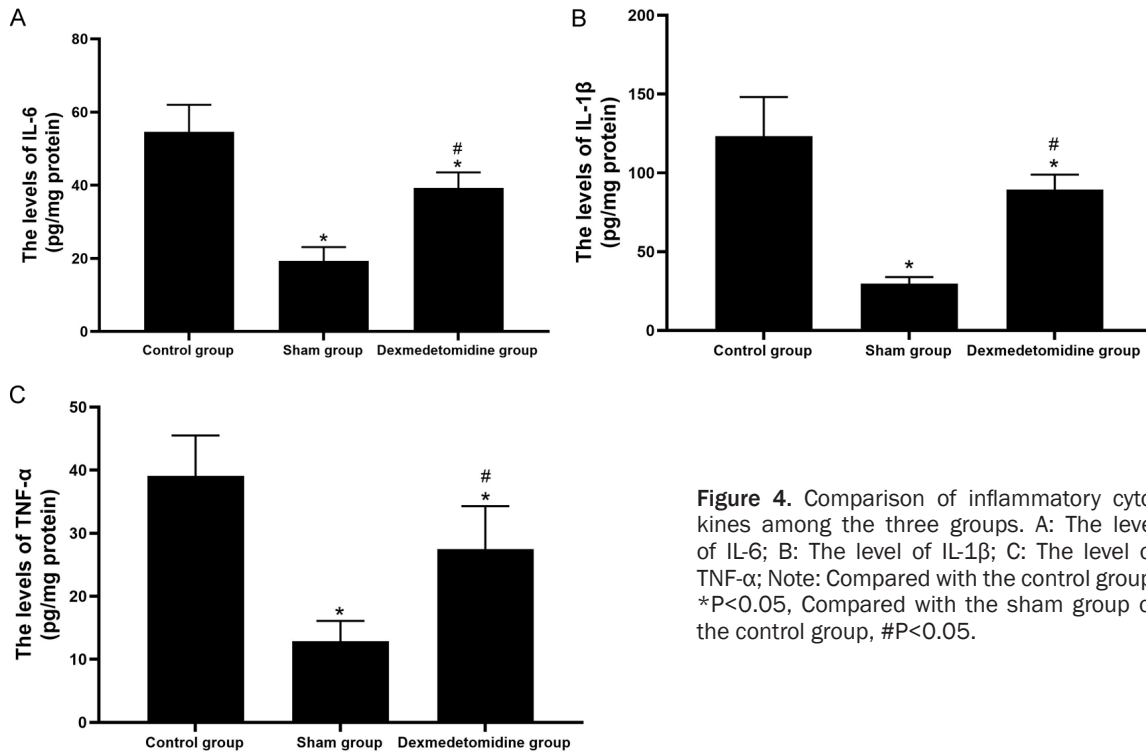 A
The levels of IL-6
(pg/mg protein)
80
60
40
20
0
*
#
*
Control group
Sham group
Dexmedetomidine group
B
The levels of IL-1β
(pg/mg protein)
200
150
100
50
0
*
#
*
Control group
Sham group
Dexmedetomidine group
C
The levels of TNF-α
(pg/mg protein)
50
40
30
20
10
0
*
#
*
Control group
Sham group
Dexmedetomidine group
Figure 4. Comparison of inflammatory cyto-
kines among the three groups. A: The level
of IL-6; B: The level of IL-1β; C: The level o
TNF-α; Note: Compared with the control group
*P<0.05, Compared with the sham group o
the control group, #P<0.05.